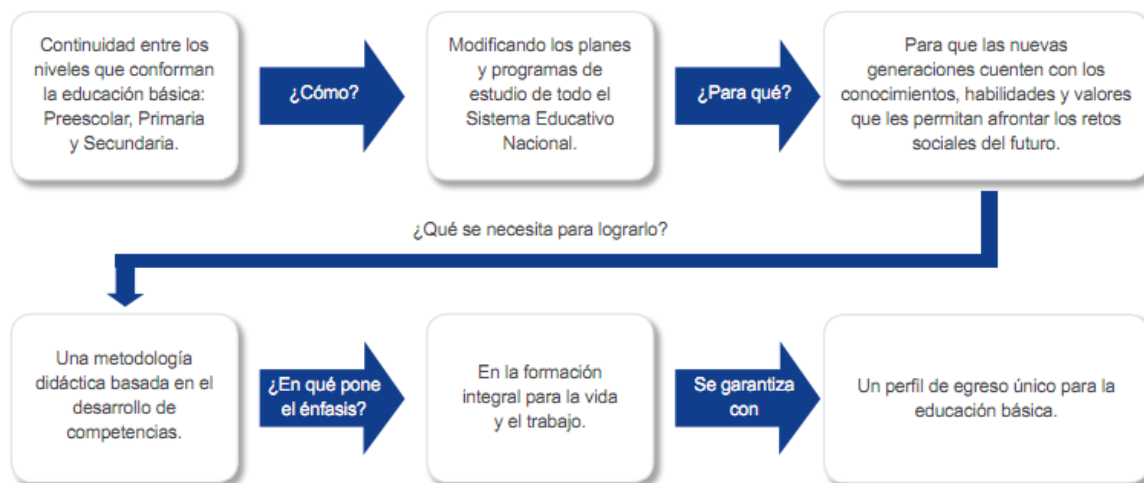 Continuidad entre los
niveles que conforman
la educación básica:
Preescolar, Primaria
y Secundaria.
¿Cómo?
Modificando los planes
y programas de
estudio de todo el
Sistema Educativo
Nacional.
¿Para qué?
Para que las nuevas
generaciones cuenten con los
conocimientos, habilidades y valores
que les permitan afrontar los retos
sociales del futuro.
¿Qué se necesita para lograrlo?
Una metodología
didáctica basada en el
desarrollo de
competencias.
¿En qué pone
el énfasis?
En la formación
integral para la vida
y el trabajo.
Se garantiza
con
Un perfil de egreso único para la
educación básica.